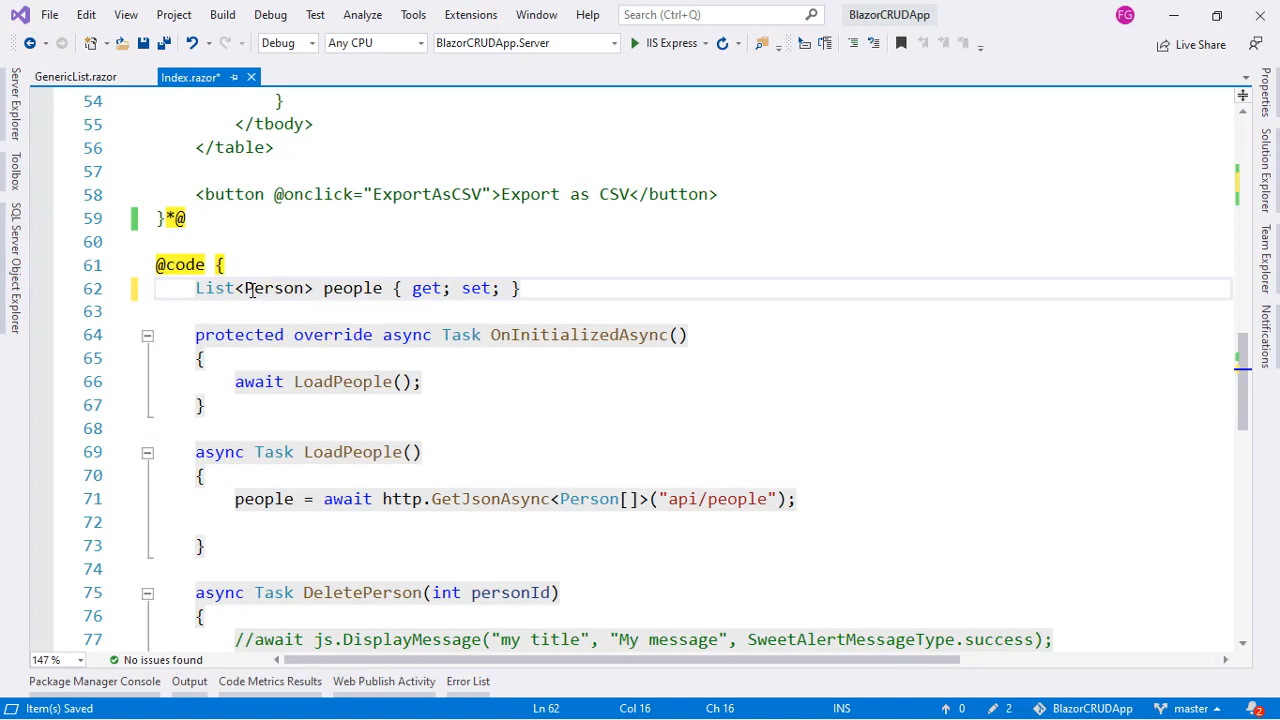 File Edit View Project Build Debug Test Analyze Tools Extensions Window Help Search (Ctrl+Q) BlazorCRUDApp FG
Debug Any CPU BlazorCRUDApp.Server IIS Express Live Share
GenericList.razor Index.razor*
Server Explorer
Toolbox
SQL Server Object Explorer
54 }
55 </tbody>
56 </table>
57
58 <button @onclick="ExportAsCSV">Export as CSV</button>
59 }*@
60
61 @code {
62 List<Person> people { get; set; }
63
64 protected override async Task OnInitializedAsync()
65 {
66 await LoadPeople();
67 }
68
69 async Task LoadPeople()
70 {
71 people = await http.GetJsonAsync<Person[]>("api/people");
72
73 }
74
75 async Task DeletePerson(int personId)
76 {
77 //await js.DisplayMessage("my title", "My message", SweetAlertMessageType.success);
Properties
Solution Explorer
Team Explorer
Notifications
147 % No issues found
Package Manager Console Output Code Metrics Results Web Publish Activity Error List
Item(s) Saved Ln 62 Col 16 Ch 16 INS 0 2 BlazorCRUDApp master 2